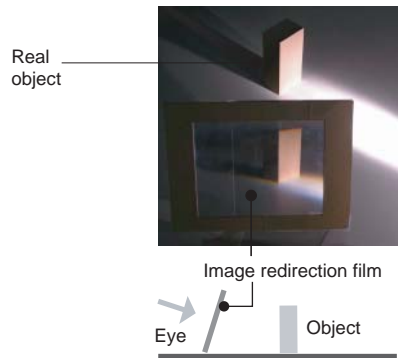 Real
object
Image redirection film
Eye
Object